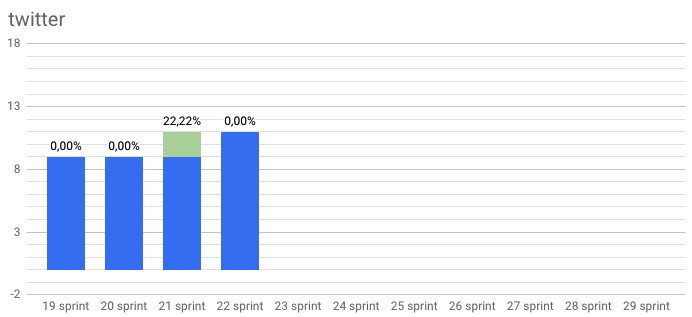 twitter
18
13
8
3
-2
0,00%
0,00%
22,22%
0,00%
19 sprint
20 sprint
21 sprint
22 sprint
23 sprint
24 sprint
25 sprint
26 sprint
27 sprint
28 sprint
29 sprint